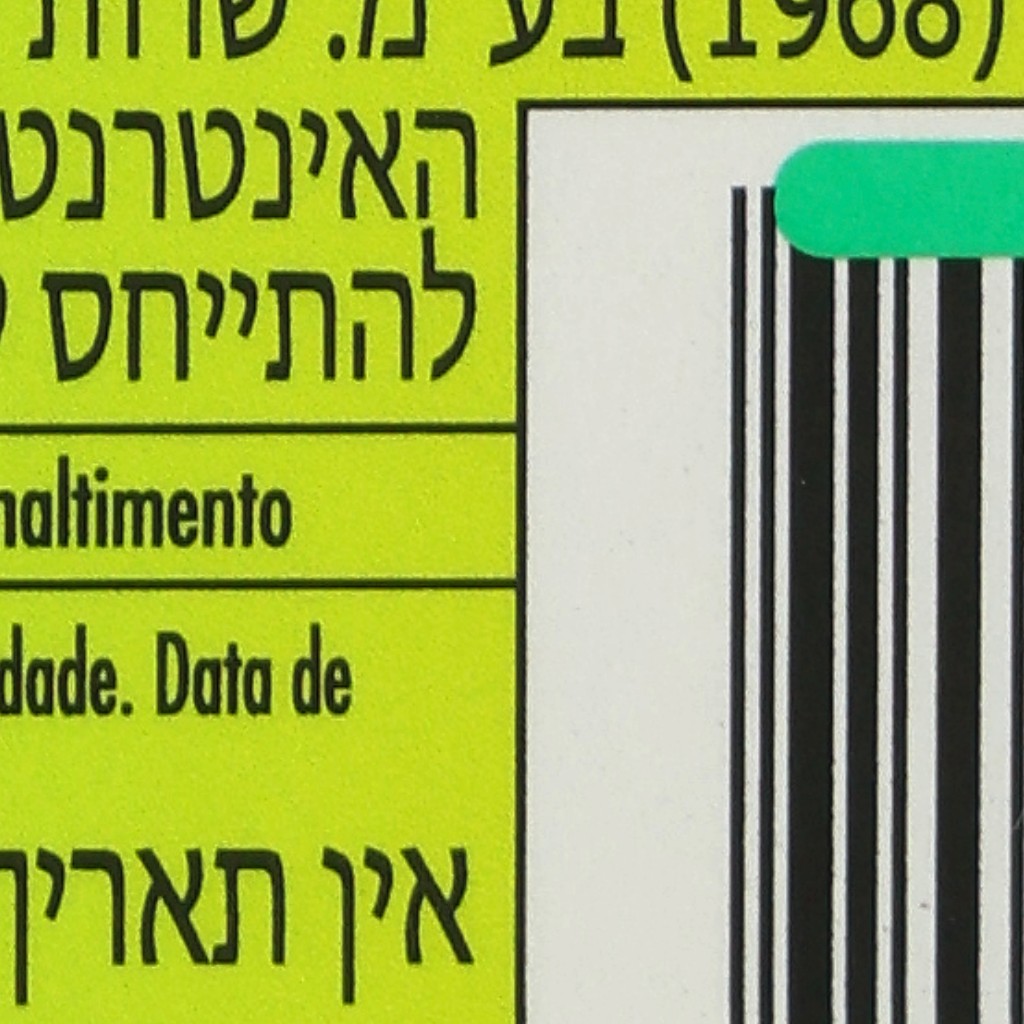 (1968) בע"מ. שרות
האינטרנט
להתייחס
naltimento
dade. Data de
אין תאריך